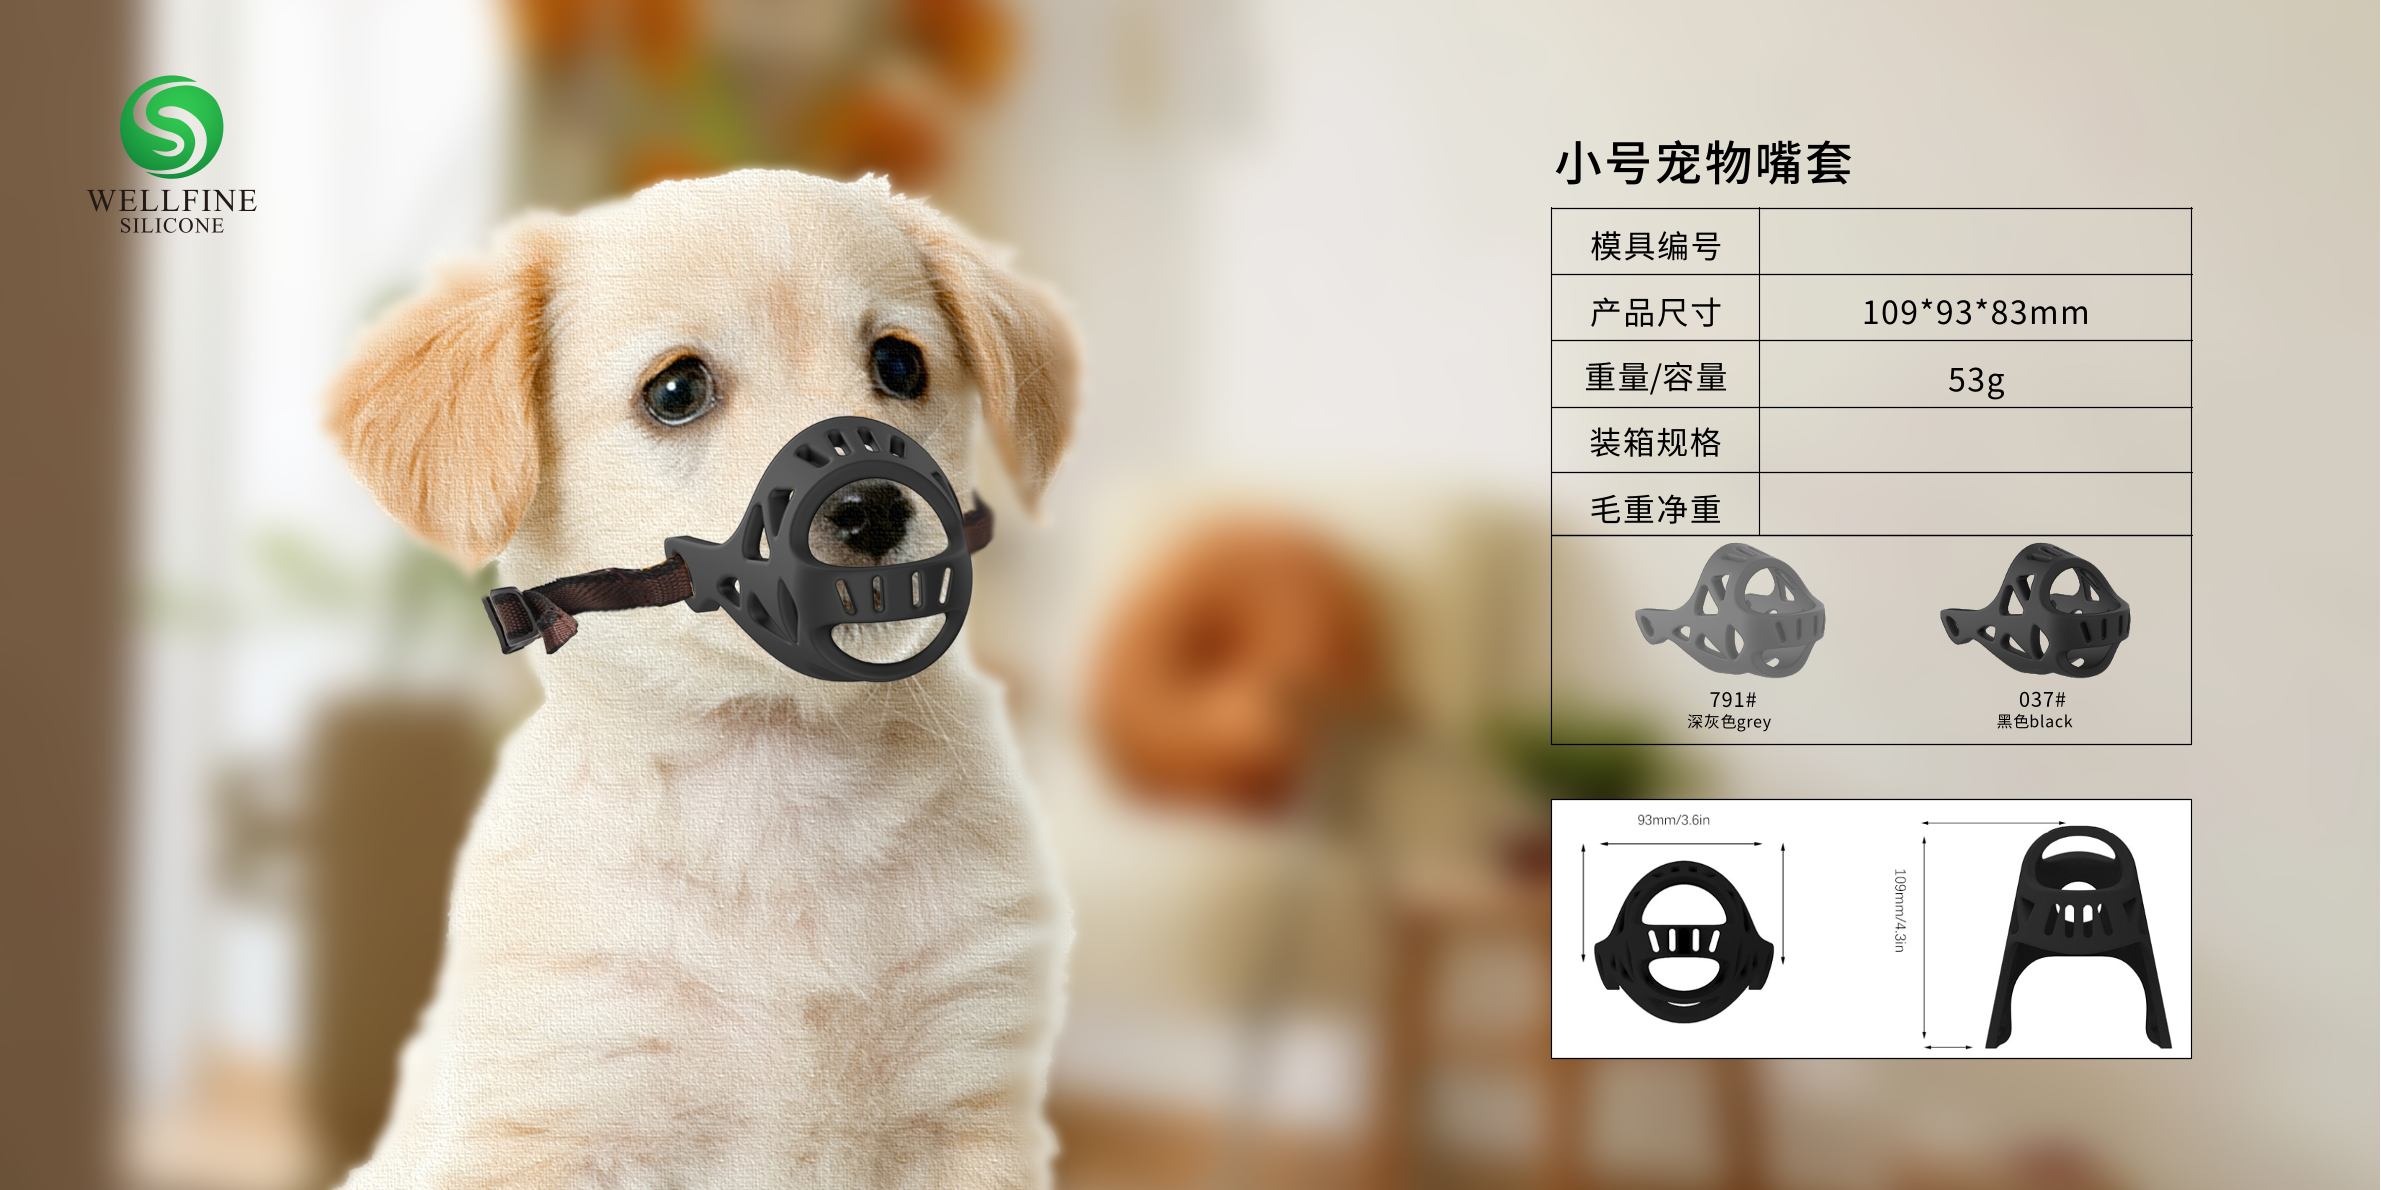 WELLFINE
SILICONE
小号宠物嘴套
模具编号
产品尺寸 109*93*83mm
重量/容量 53g
装箱规格
毛重净重
791#
深灰色grey
037#
黑色black
93mm/3.6in
109mm/4.3in